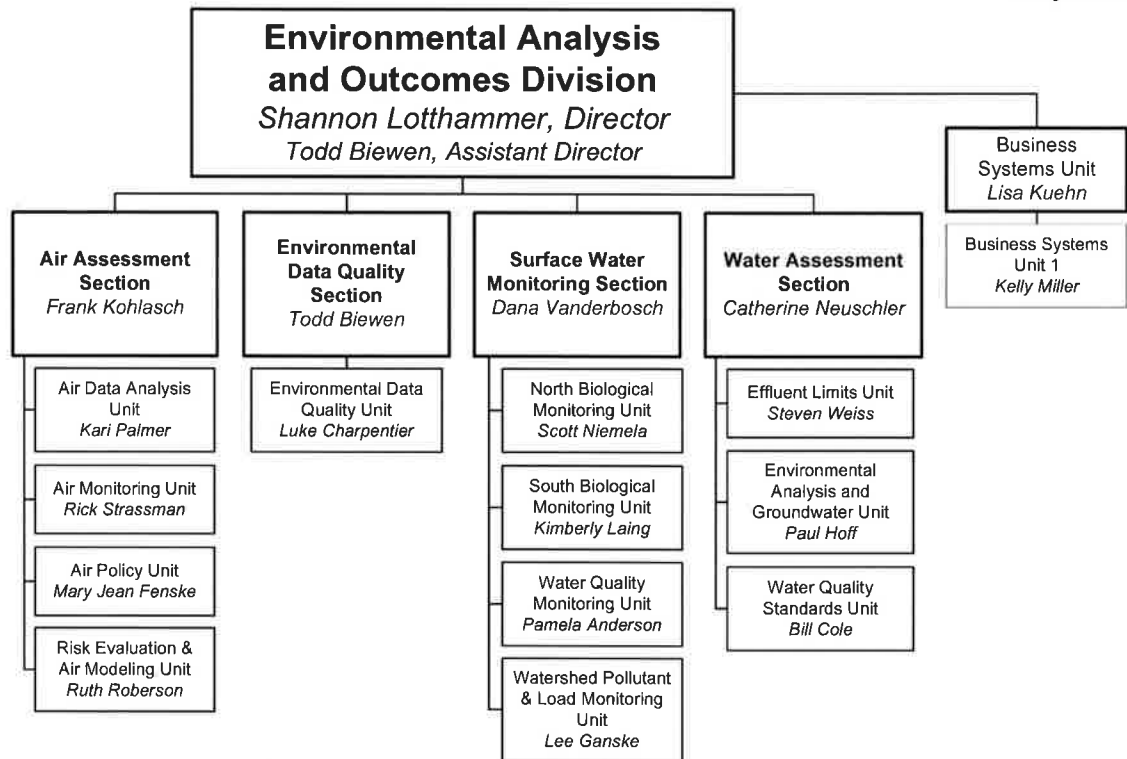 Environmental Analysis
and Outcomes Division
Shannon Lotthammer, Director
Todd Biewen, Assistant Director
Business
Systems Unit
Lisa Kuehn
Business Systems
Unit 1
Kelly Miller
Air Assessment
Section
Frank Kohlasch
Environmental
Data Quality
Section
Todd Biewen
Surface Water
Monitoring Section
Dana Vanderbosch
Water Assessment
Section
Catherine Neuschler
Air Data Analysis
Unit
Kari Palmer
Air Monitoring Unit
Rick Strassman
Air Policy Unit
Mary Jean Fenske
Risk Evaluation &
Air Modeling Unit
Ruth Roberson
Environmental Data
Quality Unit
Luke Charpentier
North Biological
Monitoring Unit
Scott Niemela
South Biological
Monitoring Unit
Kimberly Laing
Water Quality
Monitoring Unit
Pamela Anderson
Watershed Pollutant
& Load Monitoring
Unit
Lee Ganske
Effluent Limits Unit
Steven Weiss
Environmental
Analysis and
Groundwater Unit
Paul Hoff
Water Quality
Standards Unit
Bill Cole